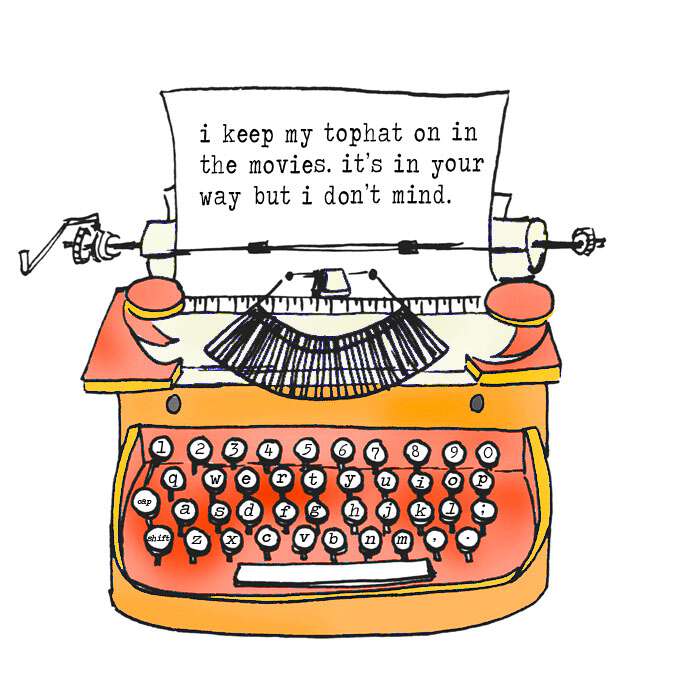 i keep my tophat on in
the movies. it's in your
way but i don't mind.
1 2 3 4 5 6 7 8 9 0
q w e r t y u i o p
cap a s d f g h j k l ;
shift z x c v b n m , .